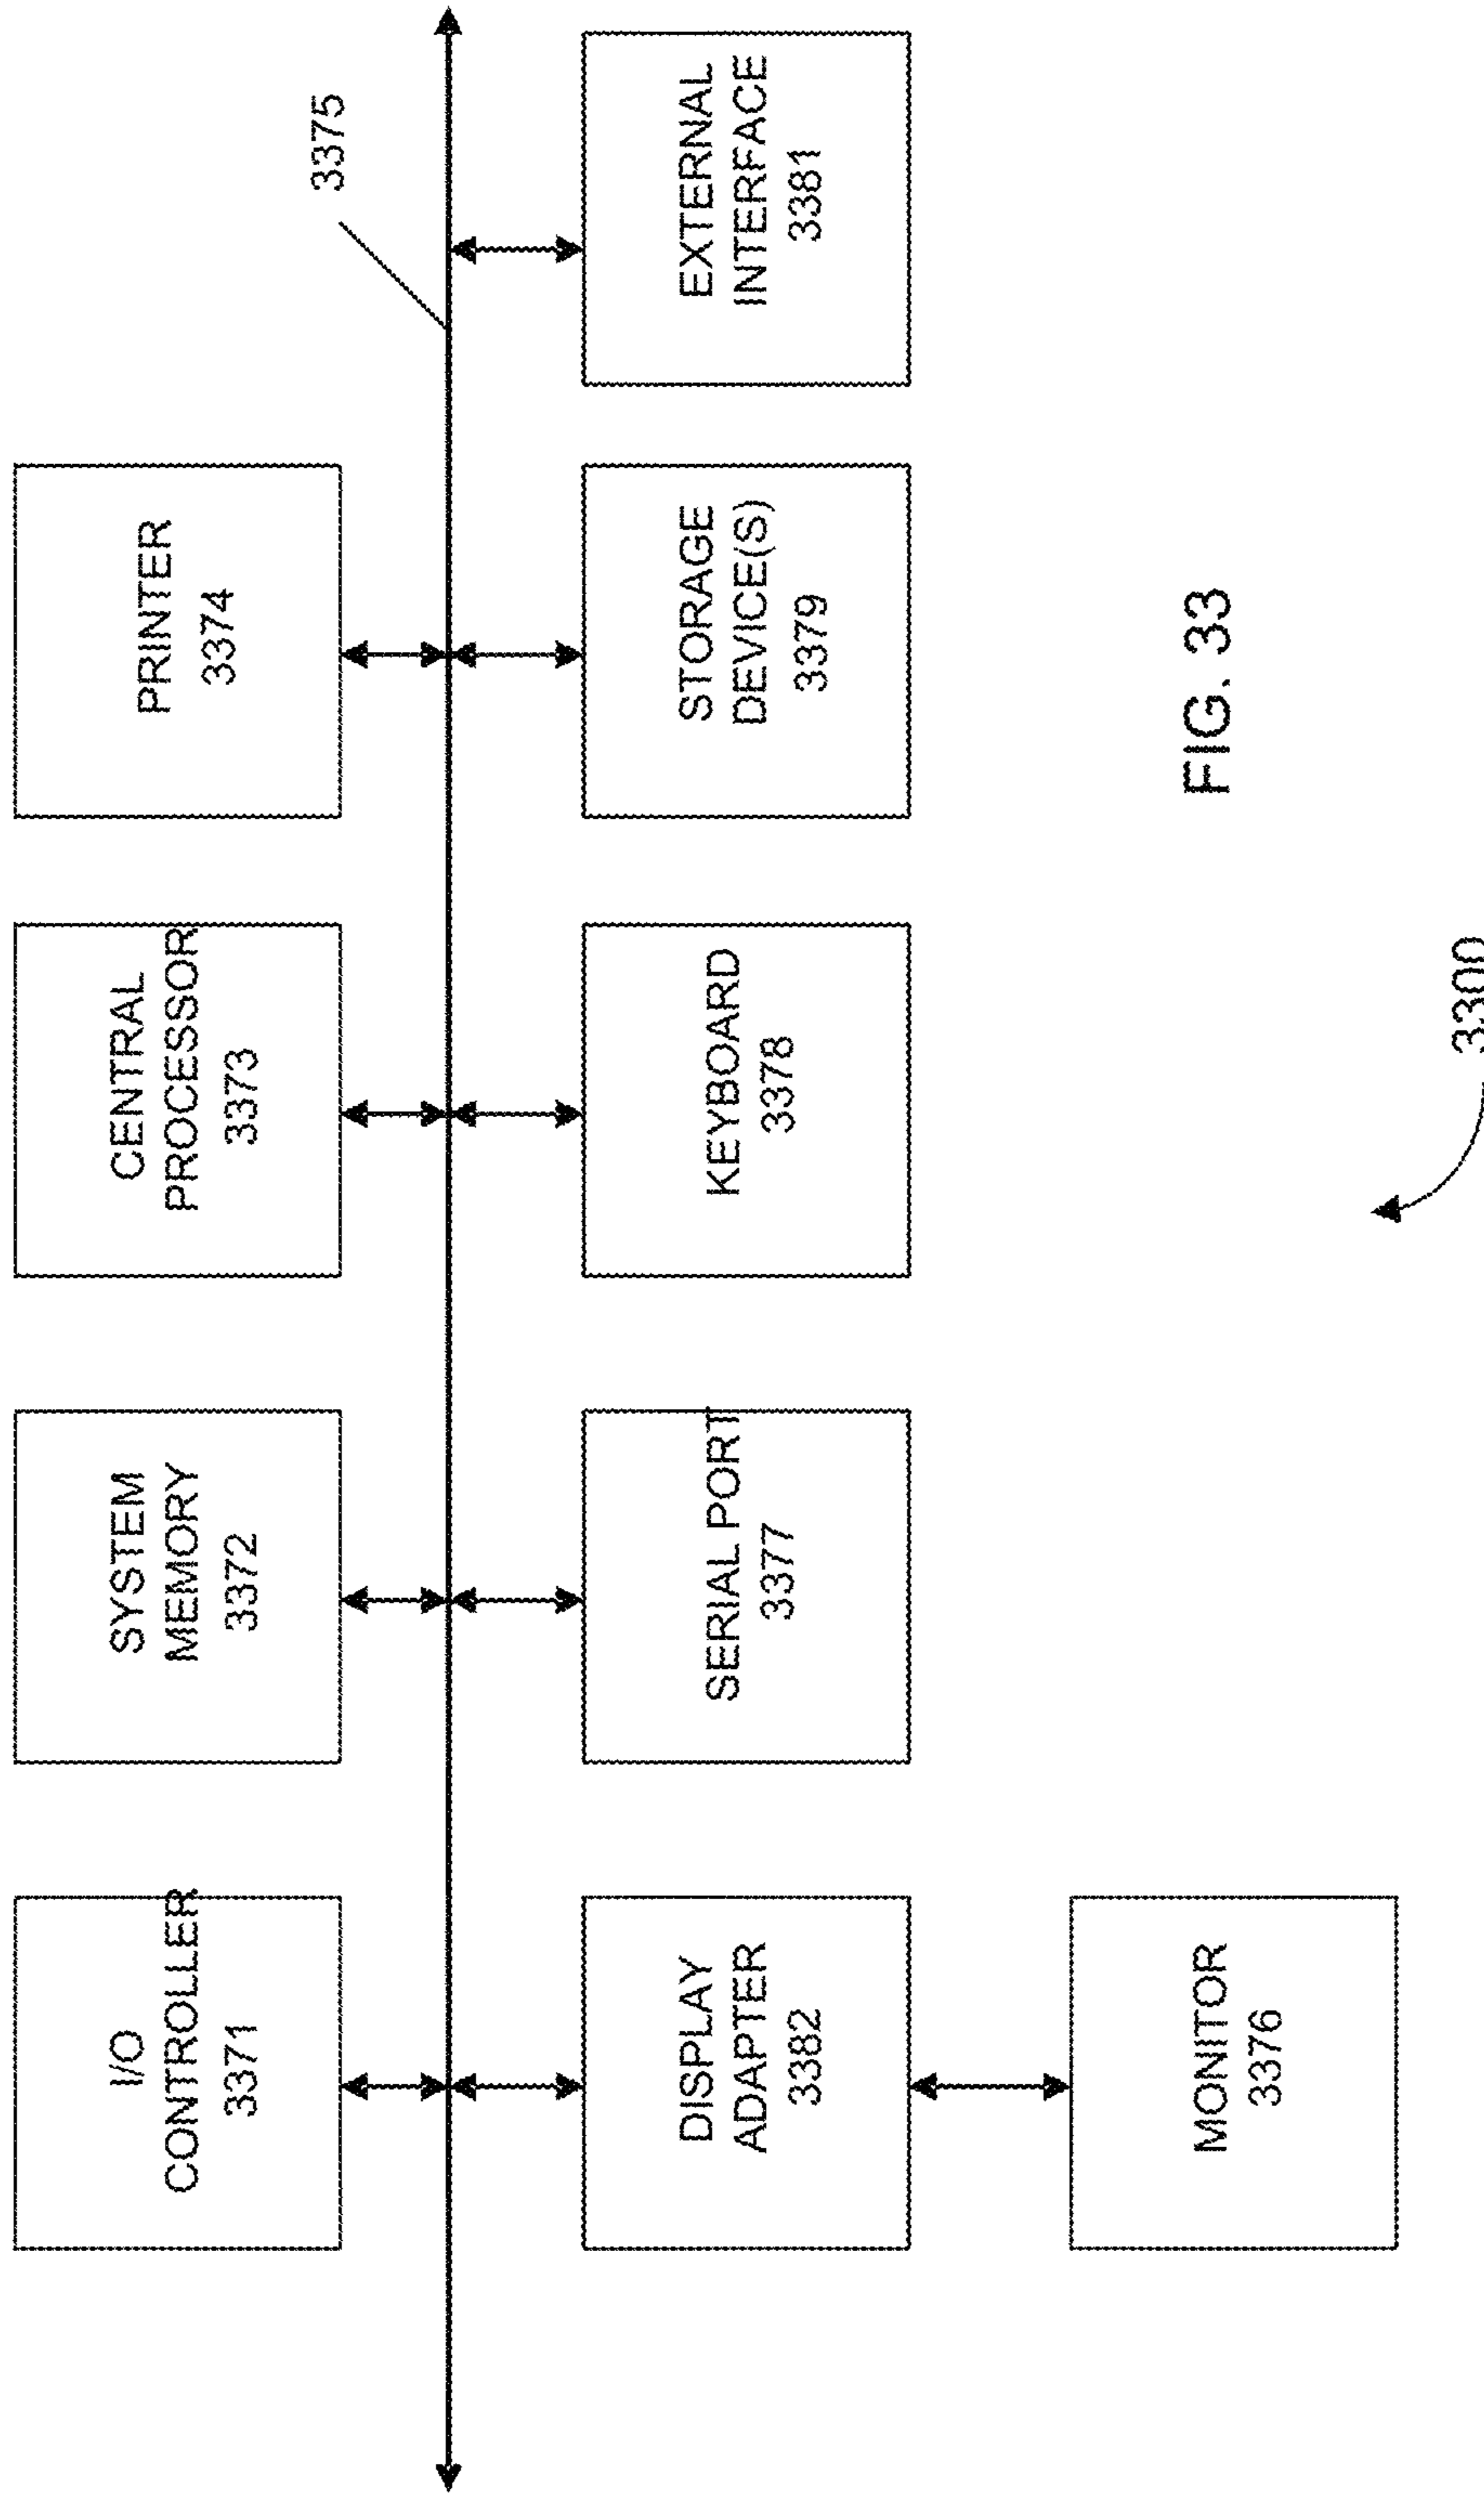 I/O
CONTROLLER
3371
SYSTEM
MEMORY
3372
CENTRAL
PROCESSOR
3373
PRINTER
3374
3375
DISPLAY
ADAPTER
3382
SERIAL PORT
3377
KEYBOARD
3378
STORAGE
DEVICE(S)
3379
EXTERNAL
INTERFACE
3381
MONITOR
3376
FIG. 33
3300